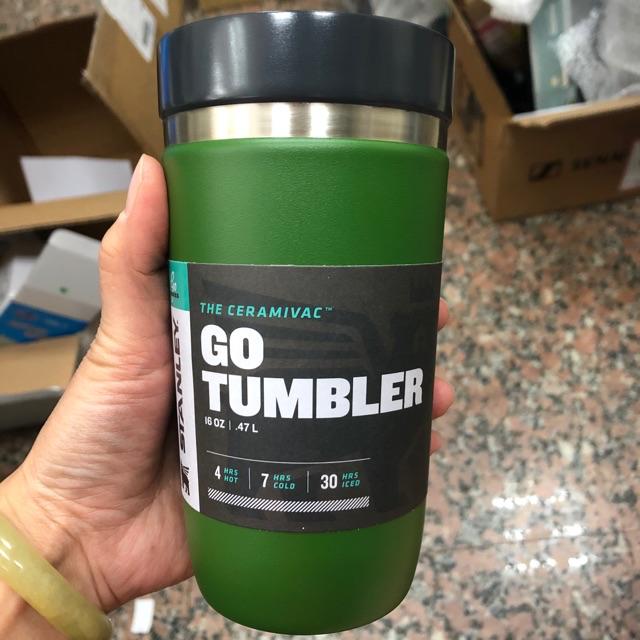 THE CERAMIVAC™
GO
TUMBLER
16 OZ | .47 L
4 HRS HOT | 7 HRS COLD | 30 HRS ICED
STANLEY